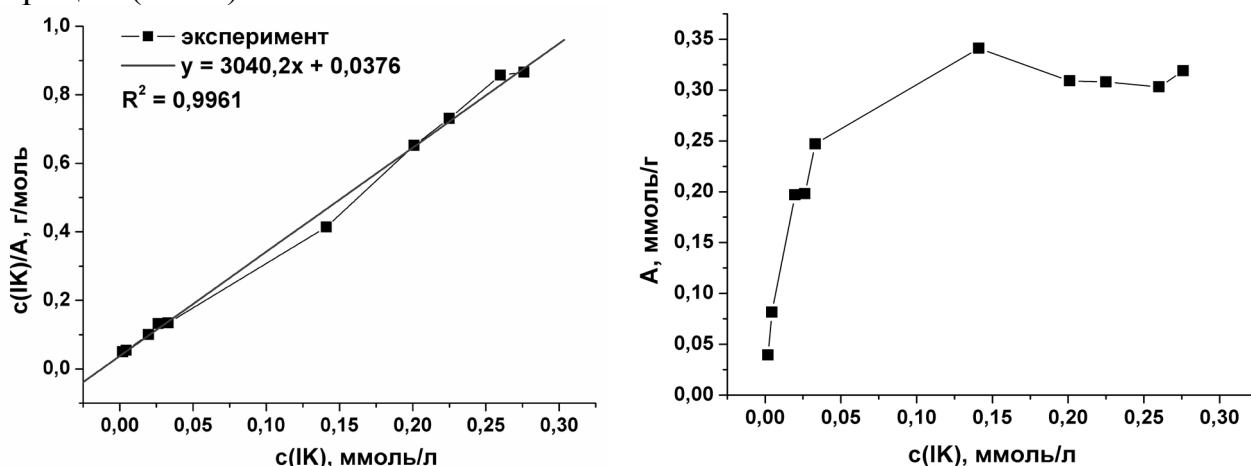 1,0
0,8
0,6
0,4
0,2
0,0
c(IK)/A, г/моль
эксперимент
y = 3040,2x + 0,0376
R² = 0,9961
0,00 0,05 0,10 0,15 0,20 0,25 0,30
c(IK), ммоль/л
0,35
0,30
0,25
0,20
0,15
0,10
0,05
0,00
A, ммоль/г
0,00 0,05 0,10 0,15 0,20 0,25 0,30
c(IK), ммоль/л